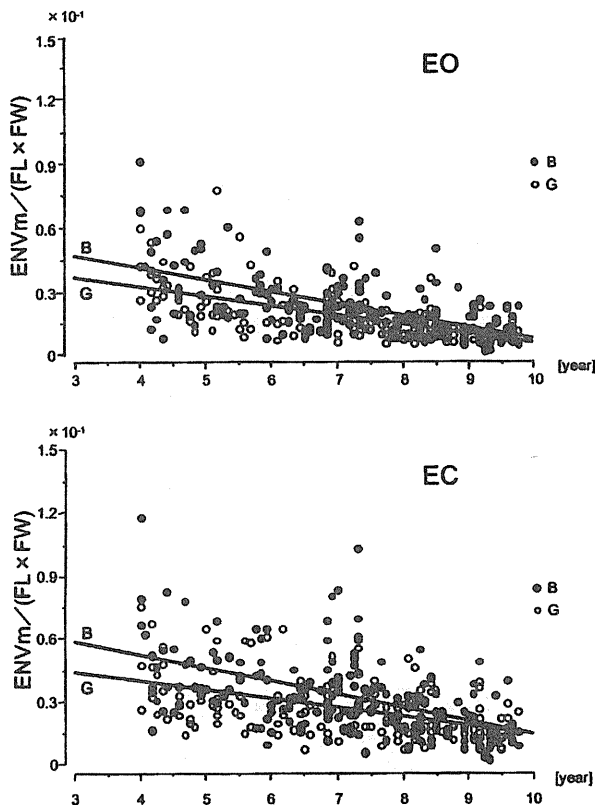 × 10⁻¹
1.5
EO
1.2
ENVm/(FL × FW)
0.9
B
G
0.6
B
0.3
G
0
3 4 5 6 7 8 9 10 [year]
× 10⁻¹
1.5
EC
1.2
ENVm/(FL × FW)
0.9
B
G
0.6
B
0.3
G
0
3 4 5 6 7 8 9 10 [year]